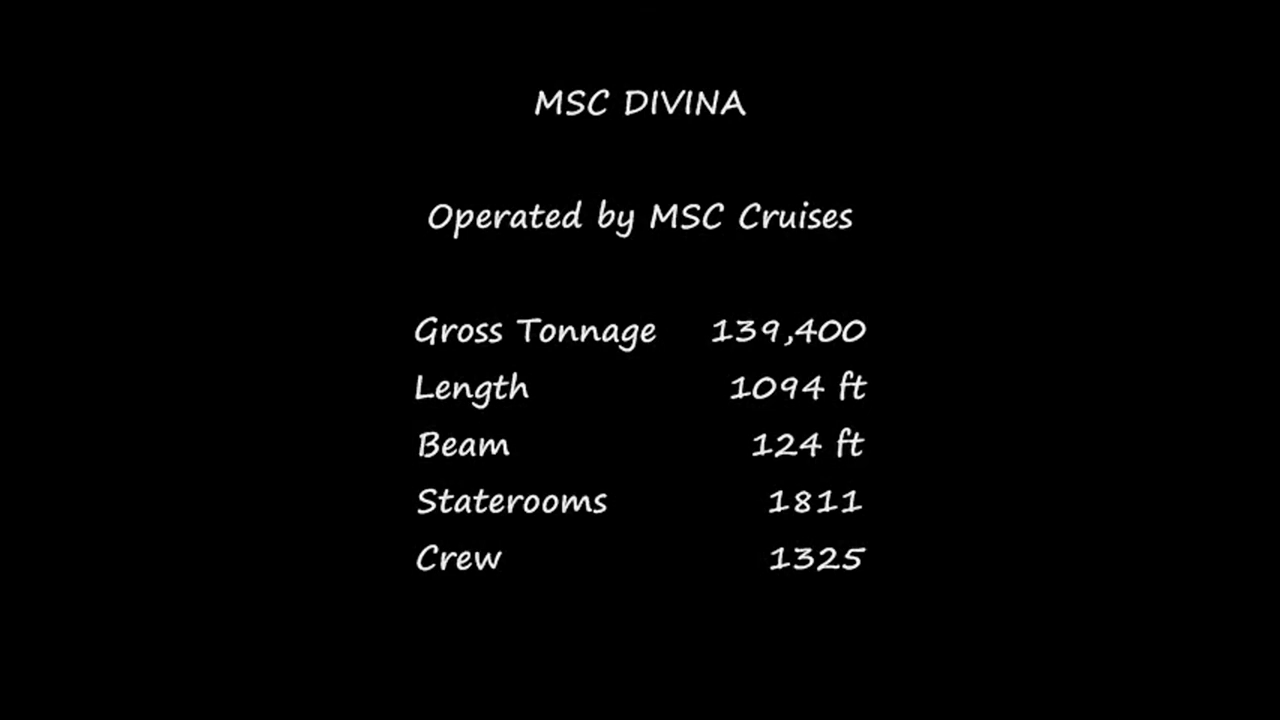 MSC DIVINA
Operated by MSC Cruises
Gross Tonnage 139,400
Length 1094 ft
Beam 124 ft
Staterooms 1811
Crew 1325